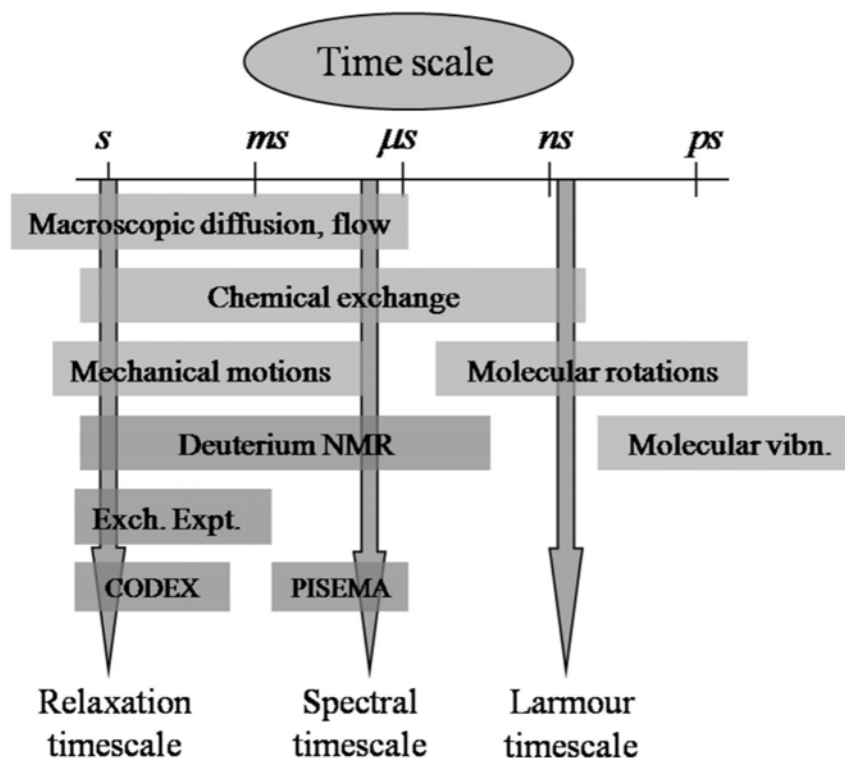 Time scale
s ms μs ns ps
Macroscopic diffusion, flow
Chemical exchange
Mechanical motions Molecular rotations
Deuterium NMR Molecular vibn.
Exch. Expt.
CODEX PISEMA
Relaxation Spectral Larmour
timescale timescale timescale